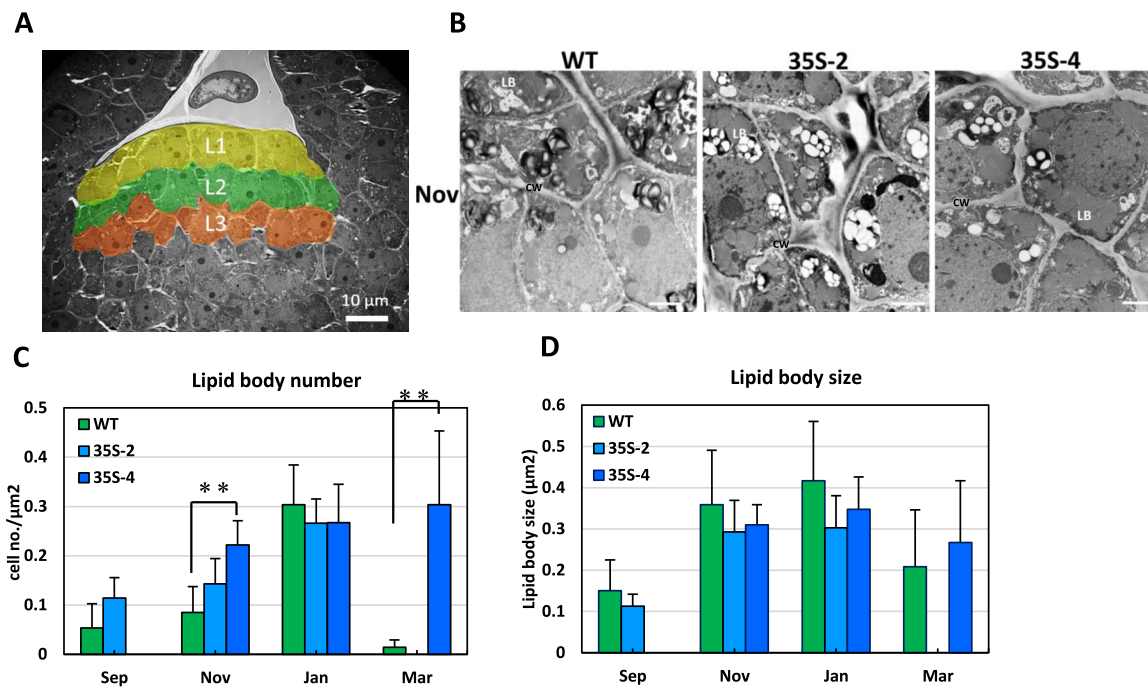 A
L1
L2
L3
10 µm
B
WT
35S-2
35S-4
Nov
LB
CW
LB
CW
CW
LB
C
Lipid body number
cell no./µm2
0.5
0.4
0.3
0.2
0.1
0
WT
35S-2
35S-4
**
**
Sep
Nov
Jan
Mar
D
Lipid body size
Lipid body size (µm2)
0.6
0.5
0.4
0.3
0.2
0.1
0
WT
35S-2
35S-4
Sep
Nov
Jan
Mar